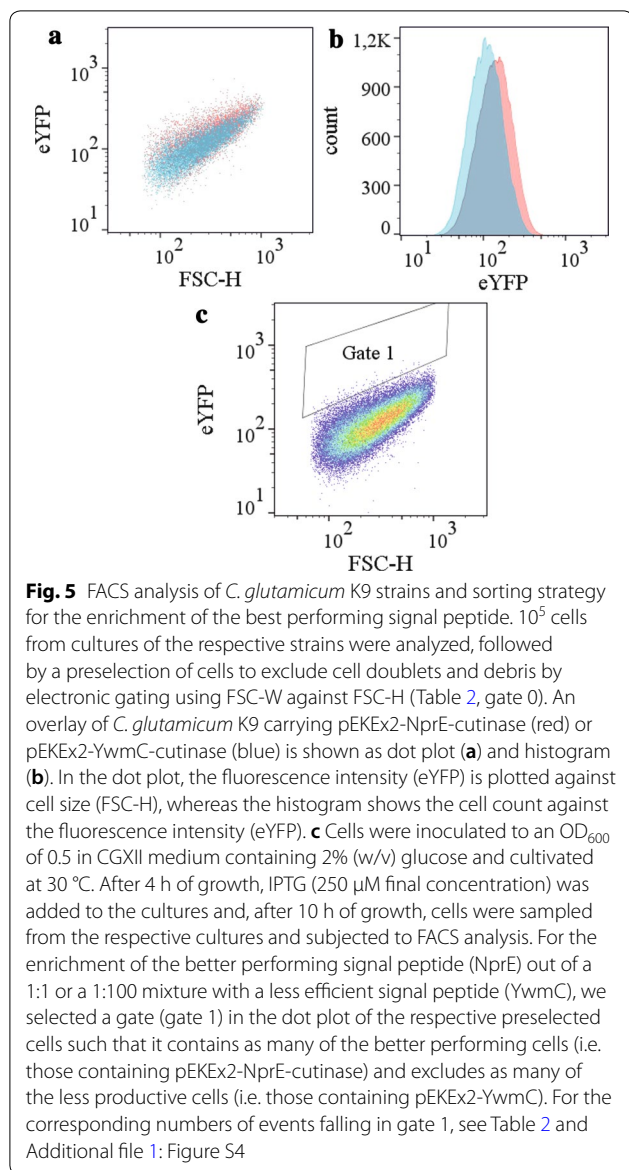 a
10³
10²
10¹
eYFP
10² 10³
FSC-H
b
1,2K
900
600
300
0
count
10¹ 10² 10³
eYFP
c
10³
10²
10¹
eYFP
Gate 1
10² 10³
FSC-H
Fig. 5 FACS analysis of C. glutamicum K9 strains and sorting strategy
for the enrichment of the best performing signal peptide. 10⁵ cells
from cultures of the respective strains were analyzed, followed
by a preselection of cells to exclude cell doublets and debris by
electronic gating using FSC-W against FSC-H (Table 2, gate 0). An
overlay of C. glutamicum K9 carrying pEKEx2-NprE-cutinase (red) or
pEKEx2-YwmC-cutinase (blue) is shown as dot plot (a) and histogram
(b). In the dot plot, the fluorescence intensity (eYFP) is plotted against
cell size (FSC-H), whereas the histogram shows the cell count against
the fluorescence intensity (eYFP). c Cells were inoculated to an OD₆₀₀
of 0.5 in CGXII medium containing 2% (w/v) glucose and cultivated
at 30 °C. After 4 h of growth, IPTG (250 µM final concentration) was
added to the cultures and, after 10 h of growth, cells were sampled
from the respective cultures and subjected to FACS analysis. For the
enrichment of the better performing signal peptide (NprE) out of a
1:1 or a 1:100 mixture with a less efficient signal peptide (YwmC), we
selected a gate (gate 1) in the dot plot of the respective preselected
cells such that it contains as many of the better performing cells (i.e.
those containing pEKEx2-NprE-cutinase) and excludes as many of
the less productive cells (i.e. those containing pEKEx2-YwmC). For the
corresponding numbers of events falling in gate 1, see Table 2 and
Additional file 1: Figure S4